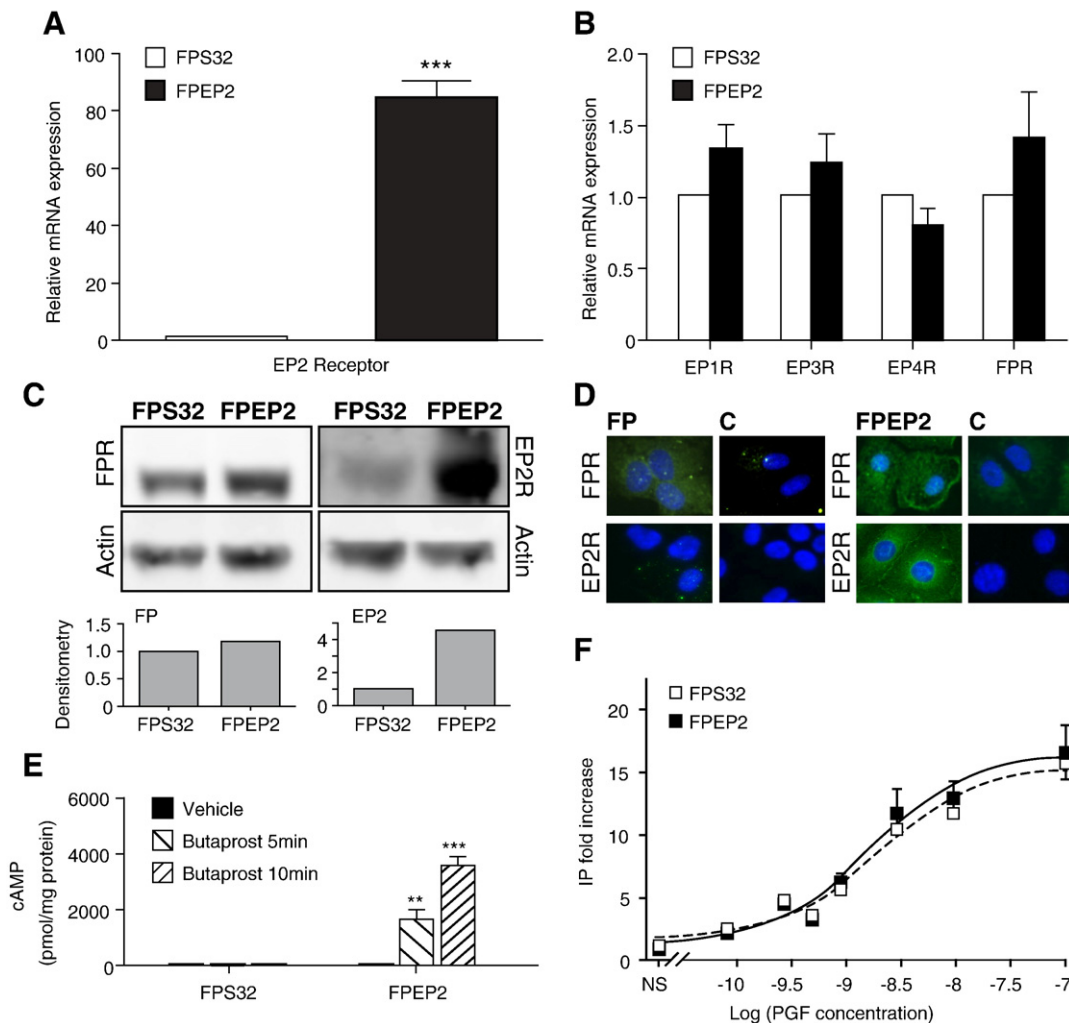 A
FPS32
FPEP2
Relative mRNA expression
100
80
60
40
20
0
***
EP2 Receptor
B
FPS32
FPEP2
Relative mRNA expression
2.0
1.5
1.0
0.5
0
EP1R EP3R EP4R FPR
C
FPS32 FPEP2 FPS32 FPEP2
FPR
EP2R
Actin
Actin
Densitometry
FP
1.5
1.0
0.5
0
FPS32 FPEP2
EP2
4
2
0
FPS32 FPEP2
D
FP C FPEP2 C
FPR
FPR
EP2R
EP2R
E
cAMP
(pmol/mg protein)
6000
4000
2000
0
Vehicle
Butaprost 5min
Butaprost 10min
**
***
FPS32 FPEP2
F
FPS32
FPEP2
IP fold increase
20
15
10
5
0
NS -10 -9.5 -9 -8.5 -8 -7.5 -7
Log (PGF concentration)